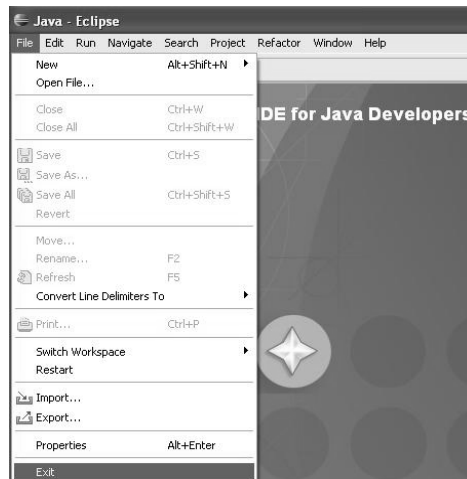 Java - Eclipse
File Edit Run Navigate Search Project Refactor Window Help
New Alt+Shift+N
Open File...
Close Ctrl+W
Close All Ctrl+Shift+W
IDE for Java Developers
Save Ctrl+S
Save As...
Save All Ctrl+Shift+S
Revert
Move...
Rename... F2
Refresh F5
Convert Line Delimiters To
Print... Ctrl+P
Switch Workspace
Restart
Import...
Export...
Properties Alt+Enter
Exit